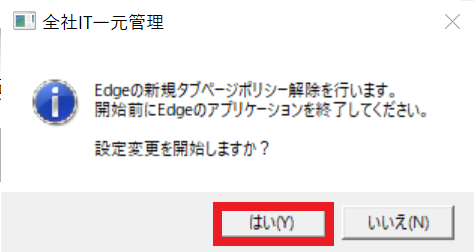 全社IT一元管理
Edgeの新規タブページポリシー解除を行います。
開始前にEdgeのアプリケーションを終了してください。
設定変更を開始しますか？
はい(Y)
いいえ(N)